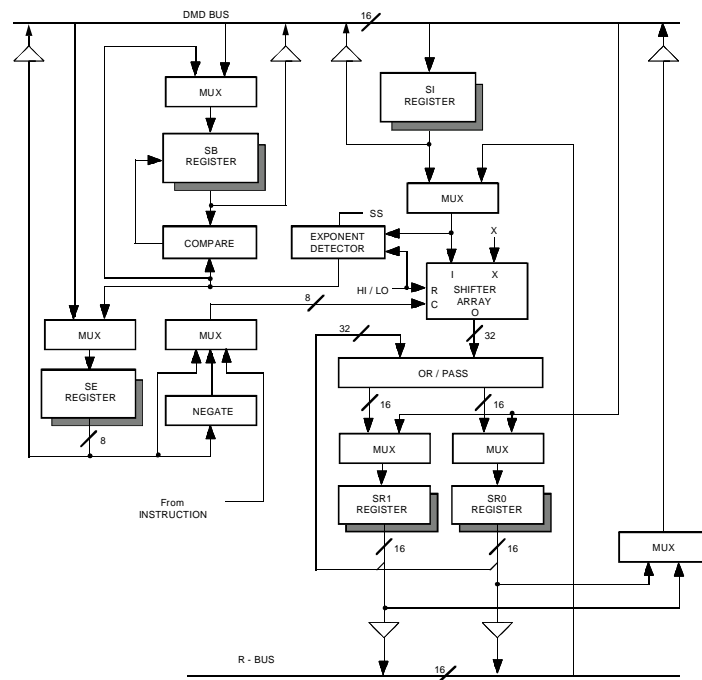 DMD BUS
16
MUX
SI
REGISTER
SB
REGISTER
MUX
SS
COMPARE
EXPONENT
DETECTOR
X
I X
HI / LO
R
SHIFTER
ARRAY
C
O
8
MUX
MUX
32
32
SE
REGISTER
OR / PASS
NEGATE
16
16
8
MUX
MUX
From
INSTRUCTION
SR1
REGISTER
SR0
REGISTER
16
16
MUX
R - BUS
16